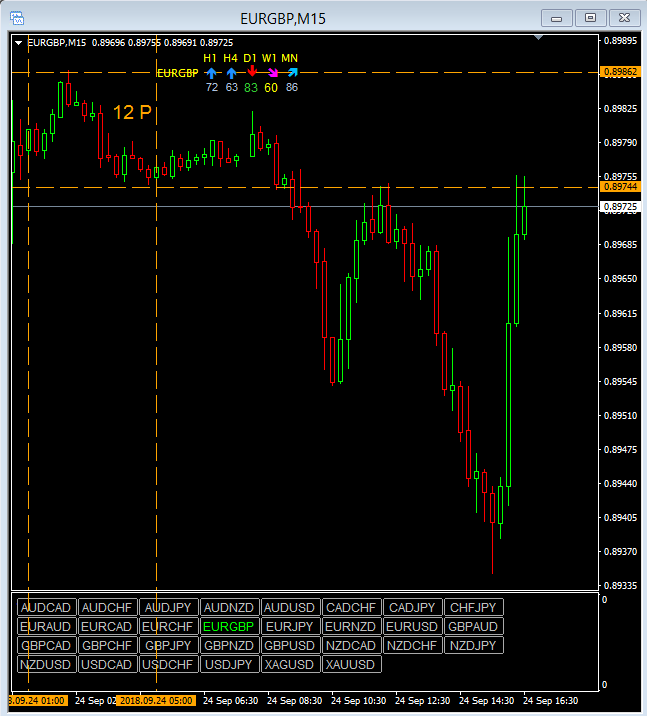 EURGBP,M15
EURGBP,M15 0.89696 0.89755 0.89691 0.89725
H1 H4 D1 W1 MN
EURGBP
72 63 83 60 86
12 P
0.89895
0.89862
0.89825
0.89790
0.89755
0.89744
0.89725
0.89685
0.89650
0.89615
0.89580
0.89545
0.89510
0.89475
0.89440
0.89405
0.89370
0.89335
AUDCAD AUDCHF AUDJPY AUDNZD AUDUSD CADCHF CADJPY CHFJPY
EURAUD EURCAD EURCHF EURGBP EURJPY EURNZD EURUSD GBPAUD
GBPCAD GBPCHF GBPJPY GBPNZD GBPUSD NZDCAD NZDCHF NZDJPY
NZDUSD USDCAD USDCHF USDJPY XAGUSD XAUUSD
0
0
8.09.24 01:00 24 Sep 02 2018.09.24 05:00 24 Sep 06:30 24 Sep 08:30 24 Sep 10:30 24 Sep 12:30 24 Sep 14:30 24 Sep 16:30